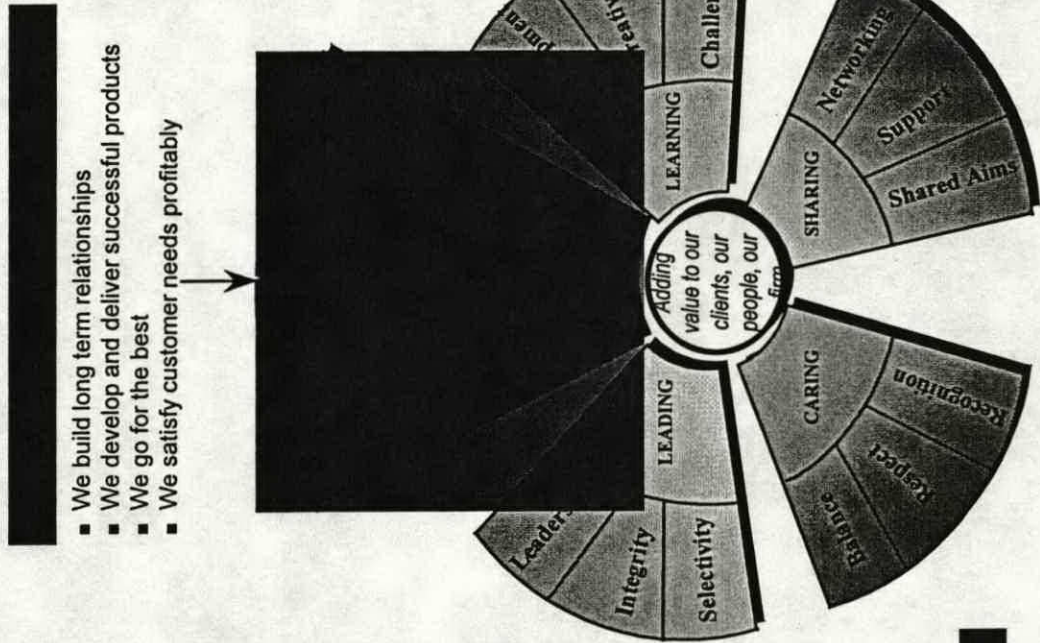 We build long term relationships
We develop and deliver successful products
We go for the best
We satisfy customer needs profitably
LEADING
Integrity
Selectivity
LEARNING
Adding
value to our
clients, our
people, our
firm
CARING
Balance
Respect
Recognition
SHARING
Networking
Support
Shared Aims